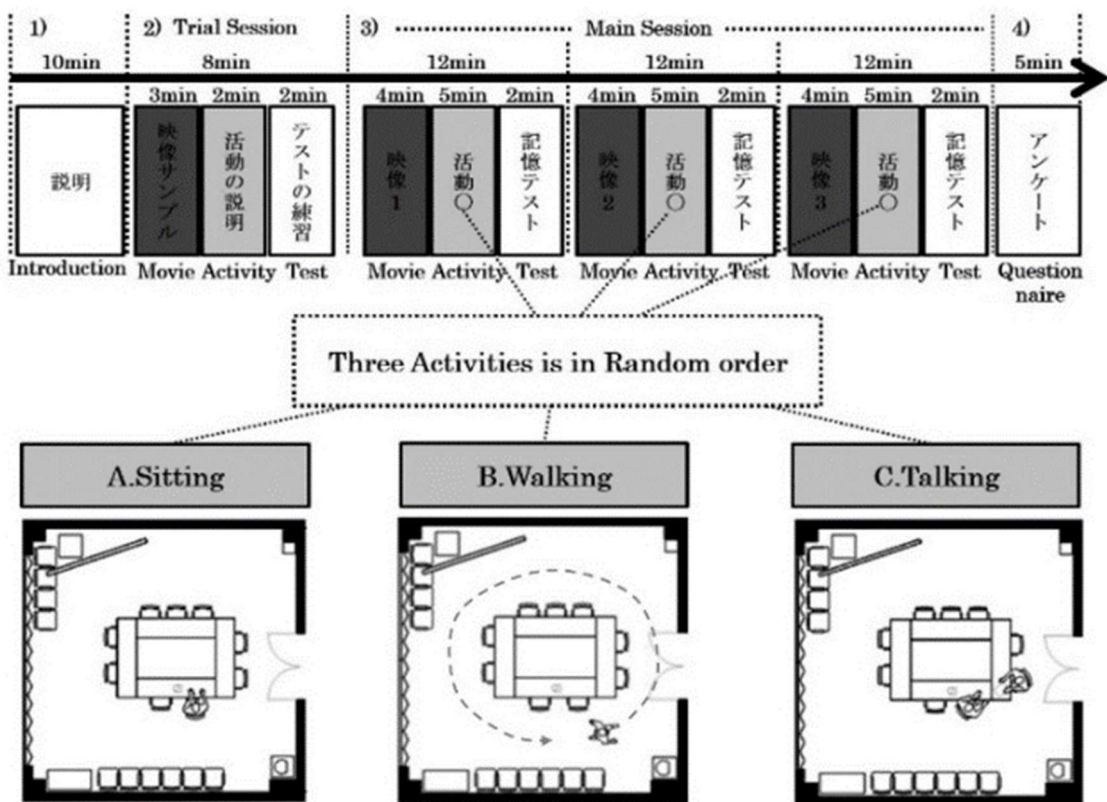 1)
2) Trial Session
3)
Main Session
4)
10min
8min
12min
12min
12min
5min
3min 2min 2min
4min 5min 2min
4min 5min 2min
4min 5min 2min
説明
映像サンプル
活動の説明
テストの練習
映像1
活動○
記憶テスト
映像2
活動○
記憶テスト
映像3
活動○
記憶テスト
アンケート
Introduction
Movie Activity Test
Movie Activity Test
Movie Activity Test
Movie Activity Test
Question
naire
Three Activities is in Random order
A.Sitting
B.Walking
C.Talking